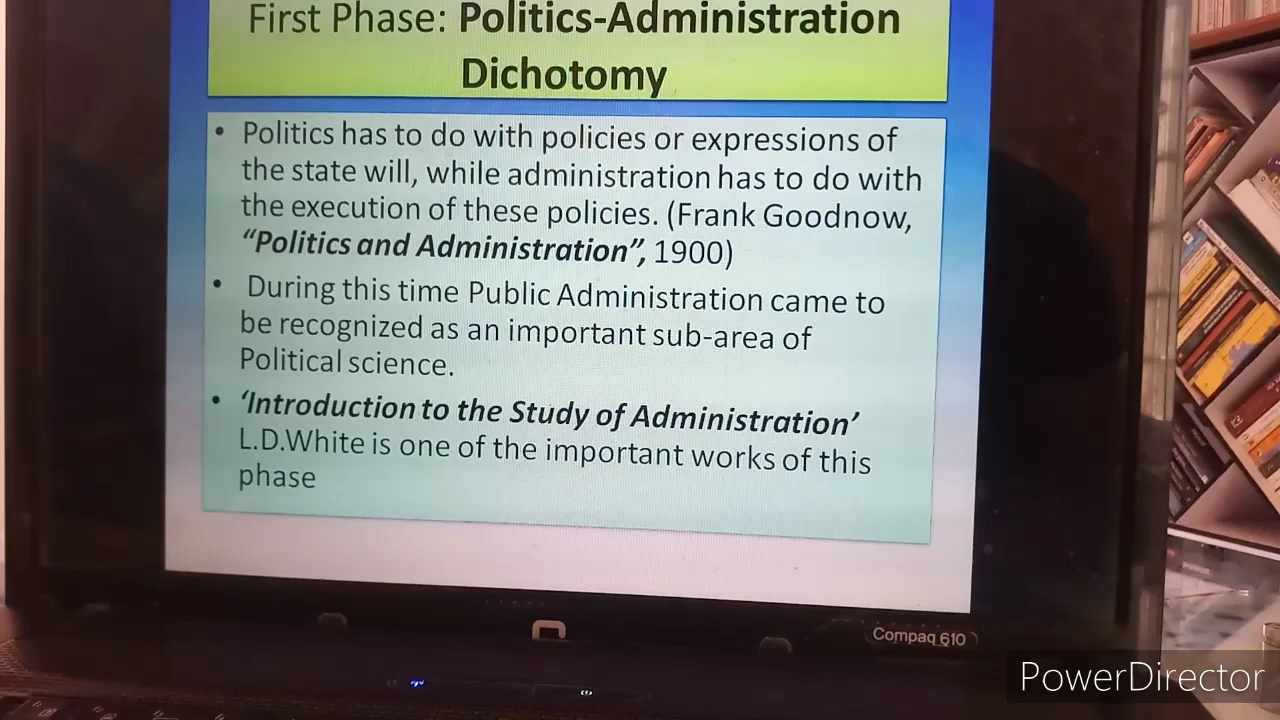 First Phase: Politics-Administration
Dichotomy
• Politics has to do with policies or expressions of
the state will, while administration has to do with
the execution of these policies. (Frank Goodnow,
“Politics and Administration”, 1900)
• During this time Public Administration came to
be recognized as an important sub-area of
Political science.
• ‘Introduction to the Study of Administration’
L.D.White is one of the important works of this
phase
Compaq 610
PowerDirector